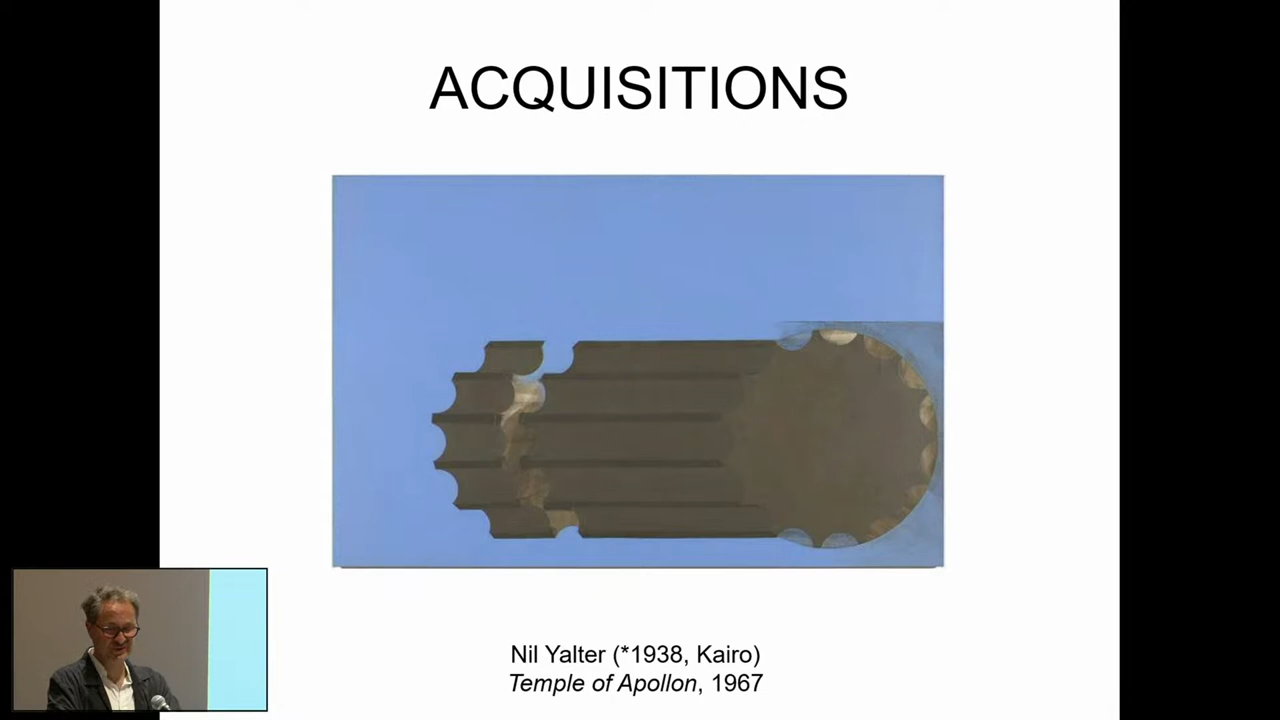 ACQUISITIONS
Nil Yalter (*1938, Kairo)
Temple of Apollon, 1967